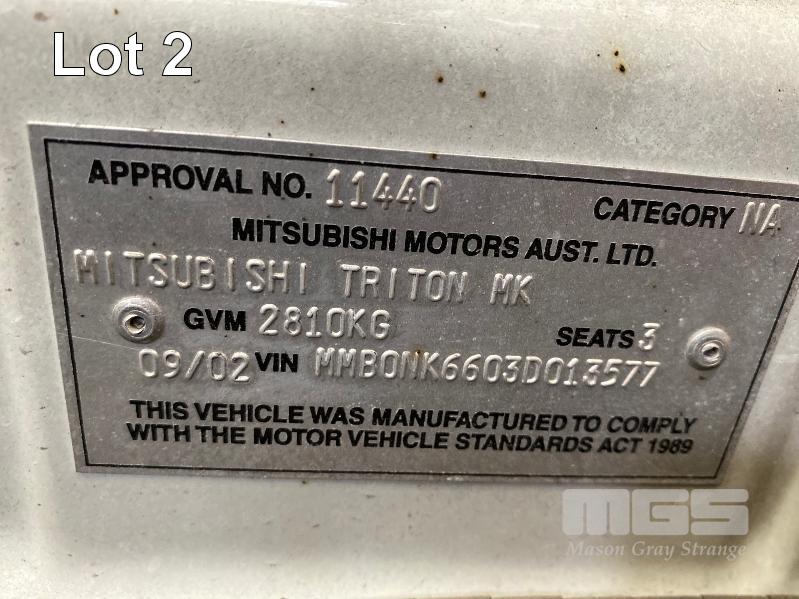 Lot 2
APPROVAL NO. 11440
CATEGORY NA
MITSUBISHI MOTORS AUST. LTD.
MITSUBISHI TRITON MK
GVM 2810KG SEATS 3
09/02 VIN MMB0NK6603D013577
THIS VEHICLE WAS MANUFACTURED TO COMPLY
WITH THE MOTOR VEHICLE STANDARDS ACT 1989
MGS
Mason Gray Strange